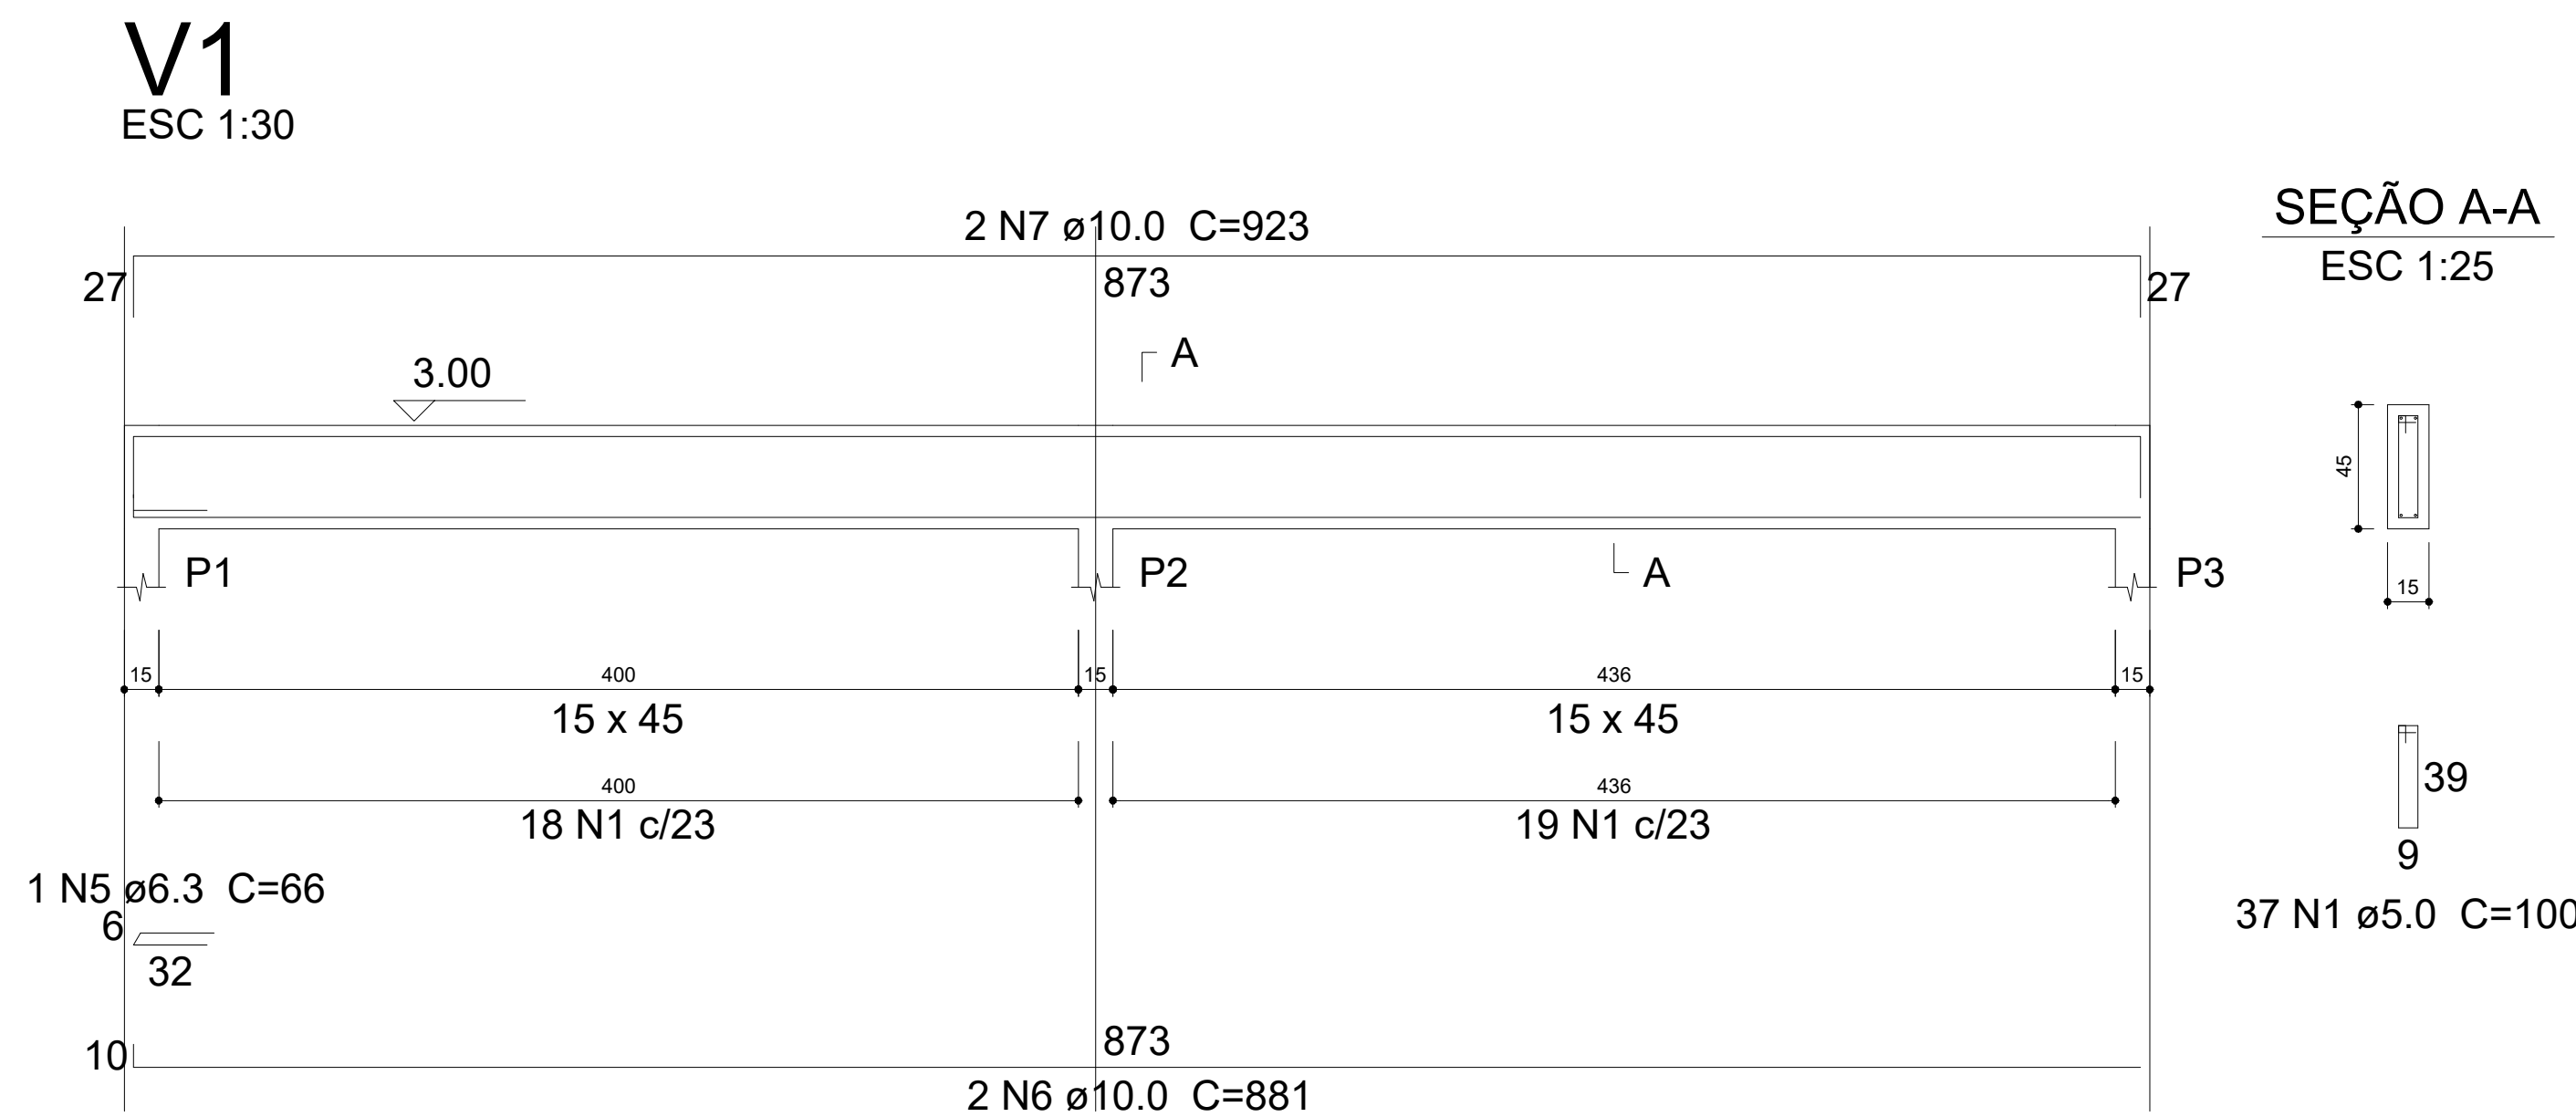 V1
ESC 1:30
2 N7 ø10.0 C=923
SEÇÃO A-A
ESC 1:25
27
873
27
A
3.00
45
P1
P2
A
P3
15
15
400
15
436
15
15 x 45
15 x 45
400
436
39
18 N1 c/23
19 N1 c/23
9
1 N5 ø6.3 C=66
6
37 N1 ø5.0 C=100
32
10
873
2 N6 ø10.0 C=881